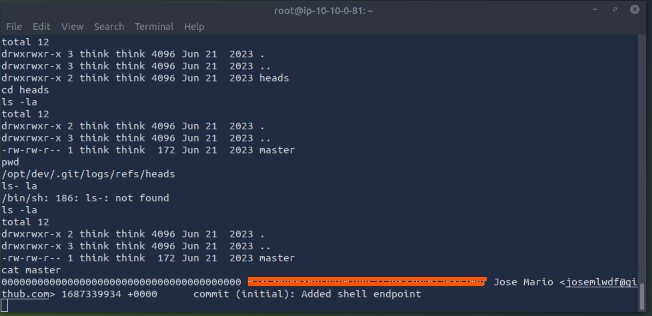 root@ip-10-10-0-81: ~
File Edit View Search Terminal Help
total 12
drwxrwxr-x 3 think think 4096 Jun 21  2023 .
drwxrwxr-x 3 think think 4096 Jun 21  2023 ..
drwxrwxr-x 2 think think 4096 Jun 21  2023 heads
cd heads
ls -la
total 12
drwxrwxr-x 2 think think 4096 Jun 21  2023 .
drwxrwxr-x 3 think think 4096 Jun 21  2023 ..
-rw-rw-r-- 1 think think  172 Jun 21  2023 master
pwd
/opt/dev/.git/logs/refs/heads
ls- la
/bin/sh: 186: ls-: not found
ls -la
total 12
drwxrwxr-x 2 think think 4096 Jun 21  2023 .
drwxrwxr-x 3 think think 4096 Jun 21  2023 ..
-rw-rw-r-- 1 think think  172 Jun 21  2023 master
cat master
0000000000000000000000000000000000000000 Jose Mario <josemlwdf@gi
thub.com> 1687339934 +0000      commit (initial): Added shell endpoint